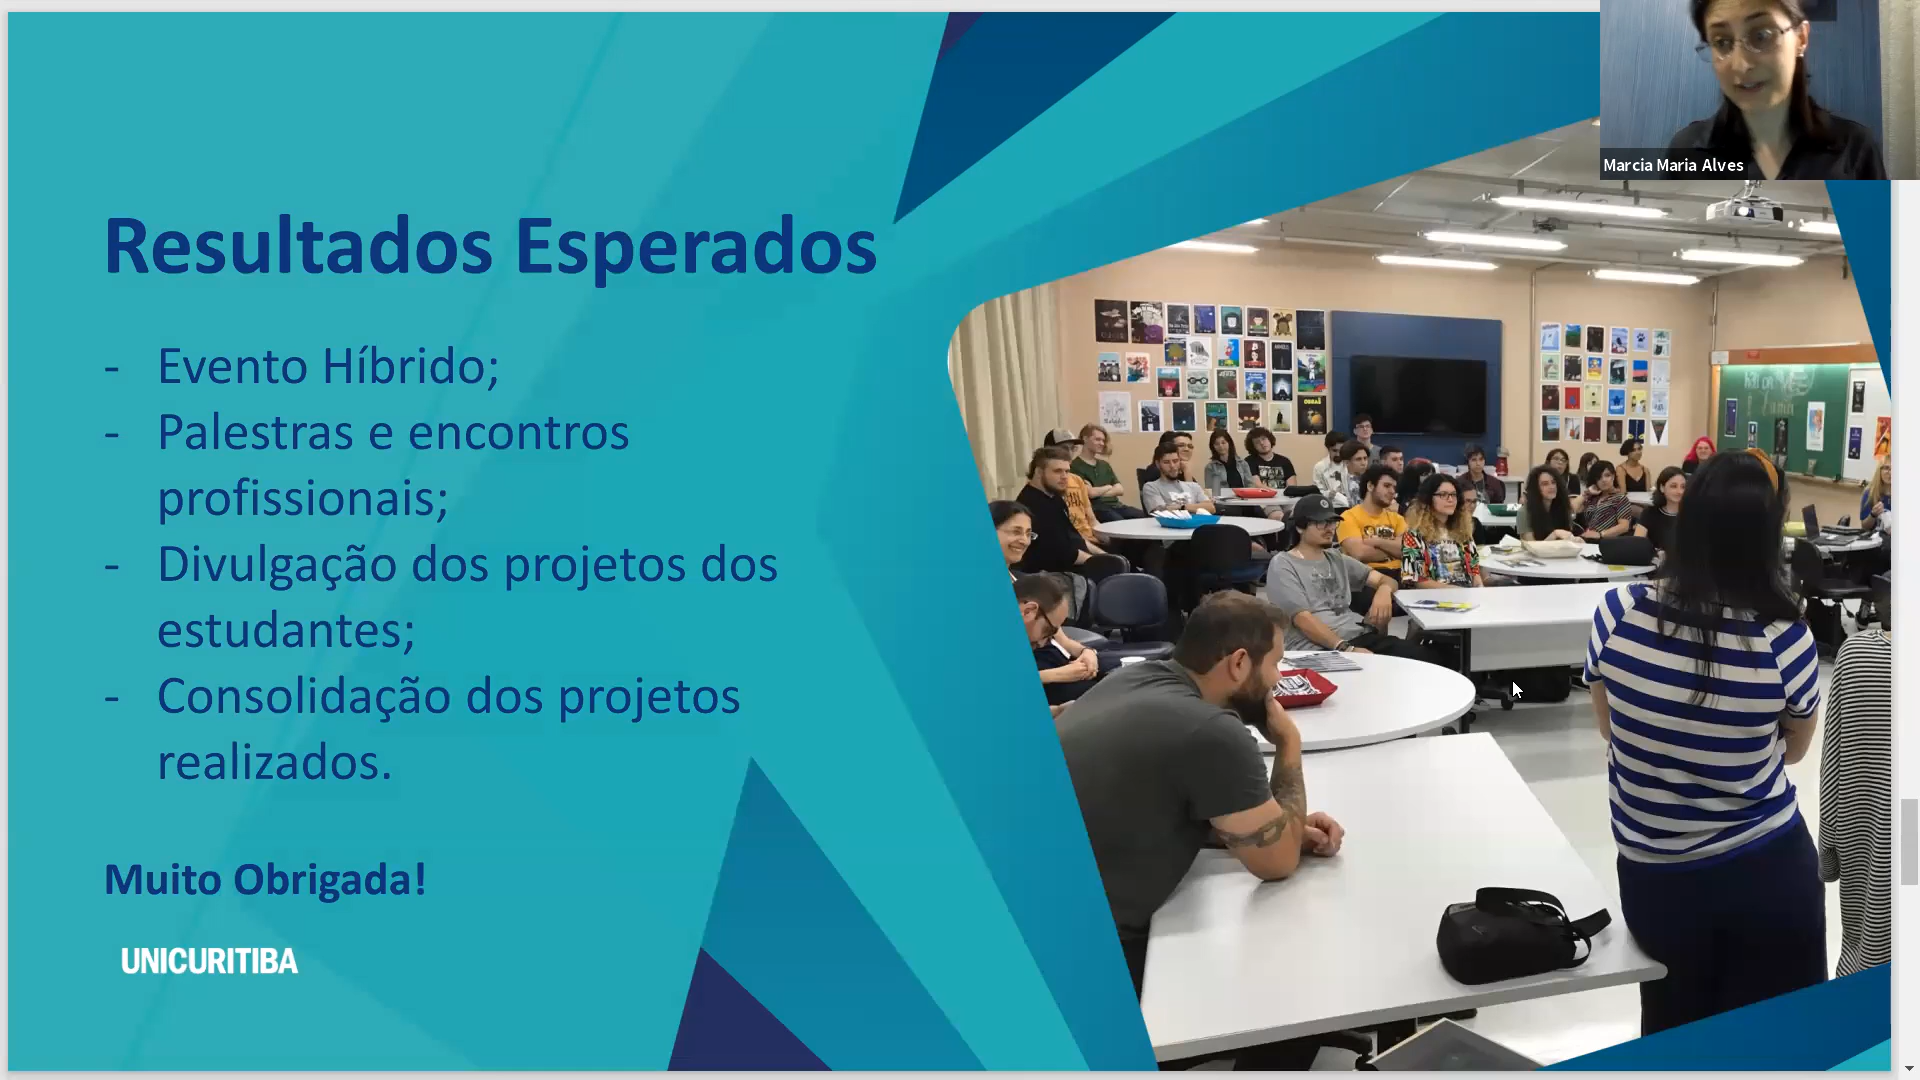 Marcia Maria Alves
Resultados Esperados
- Evento Híbrido;
- Palestras e encontros
profissionais;
- Divulgação dos projetos dos
estudantes;
- Consolidação dos projetos
realizados.
Muito Obrigada!
UNICURITIBA